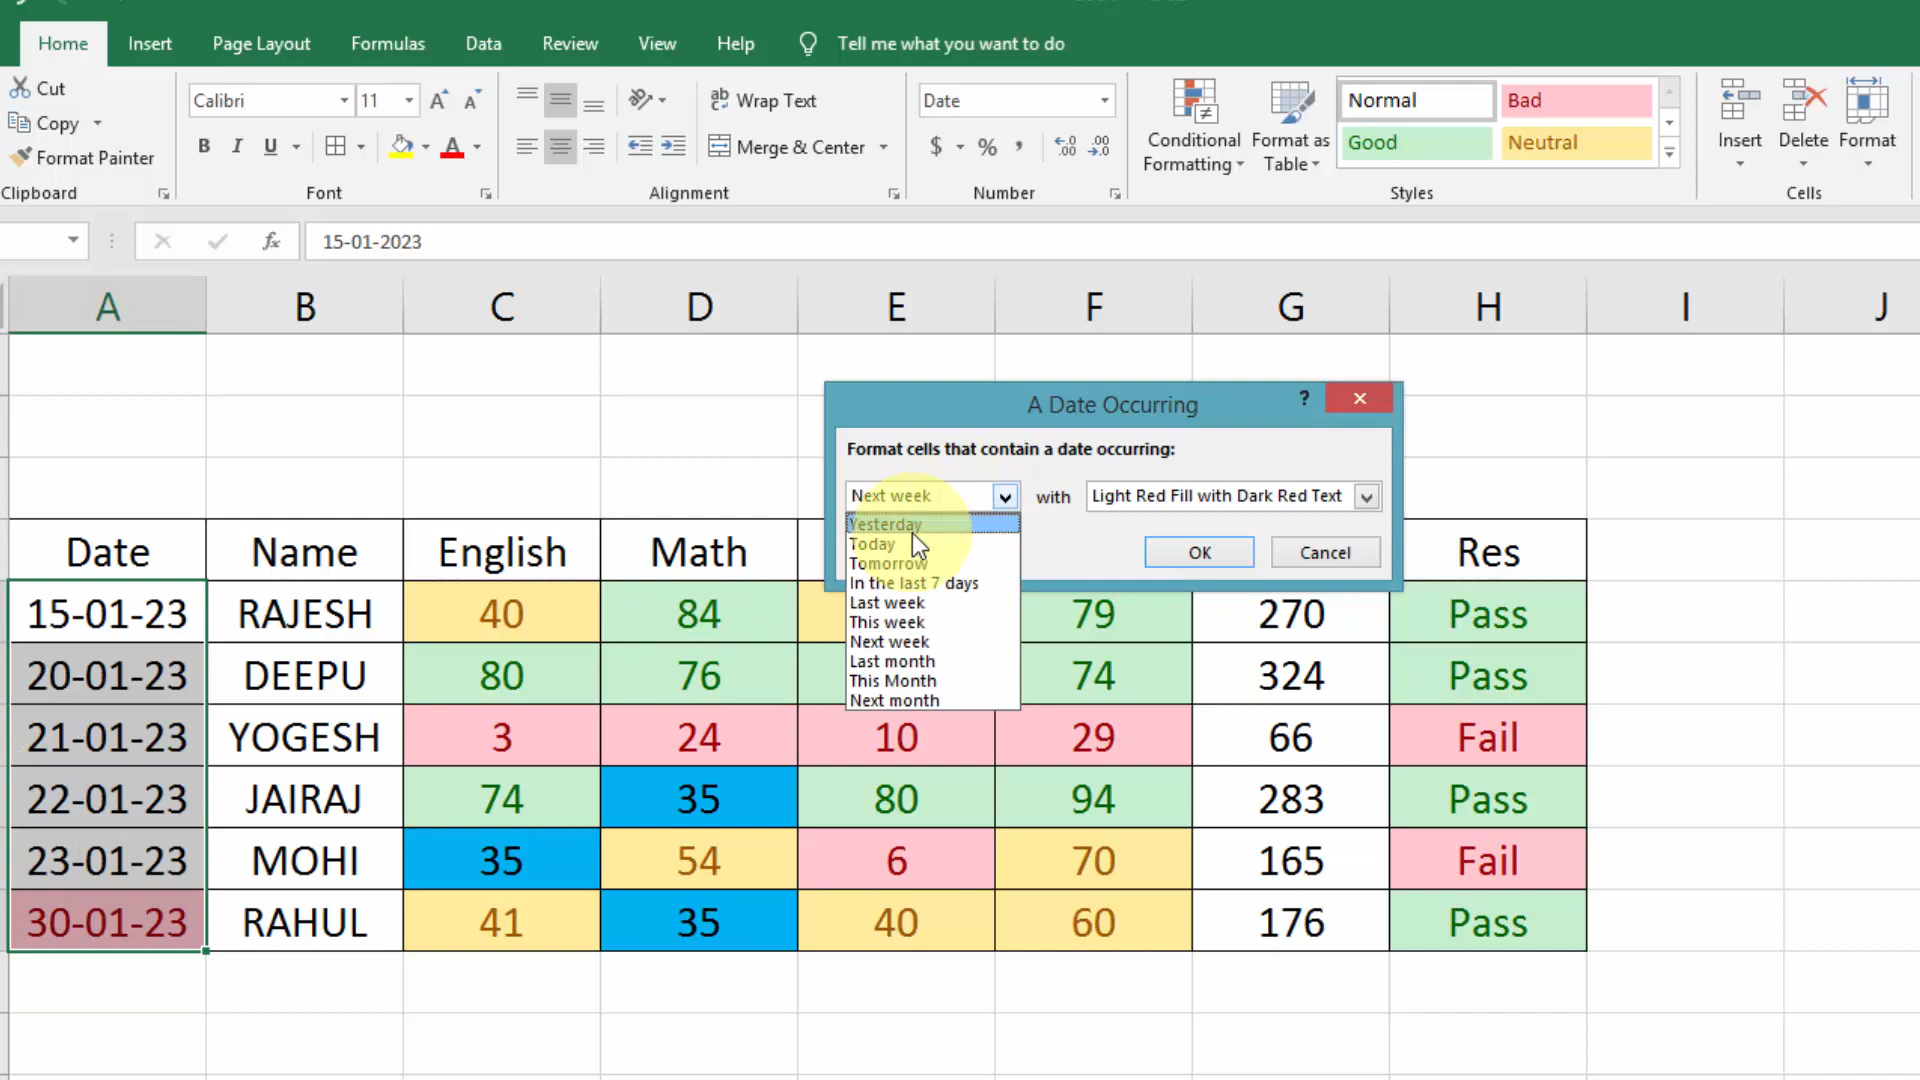 Home Insert Page Layout Formulas Data Review View Help Tell me what you want to do
Cut
Copy
Format Painter
Clipboard
Calibri 11
B I U
Font
Wrap Text
Merge & Center
Alignment
Date
$ % ,
Number
Conditional Formatting
Format as Table
Normal Bad
Good Neutral
Styles
Insert Delete Format
Cells
fx 15-01-2023
A B C D E F G H I J
A Date Occurring ?
Format cells that contain a date occurring:
Next week with Light Red Fill with Dark Red Text
Yesterday
Today
Tomorrow
In the last 7 days
Last week
This week
Next week
Last month
This Month
Next month
OK Cancel
Date Name English Math Res
15-01-23 RAJESH 40 84 79 270 Pass
20-01-23 DEEPU 80 76 74 324 Pass
21-01-23 YOGESH 3 24 10 29 66 Fail
22-01-23 JAIRAJ 74 35 80 94 283 Pass
23-01-23 MOHI 35 54 6 70 165 Fail
30-01-23 RAHUL 41 35 40 60 176 Pass